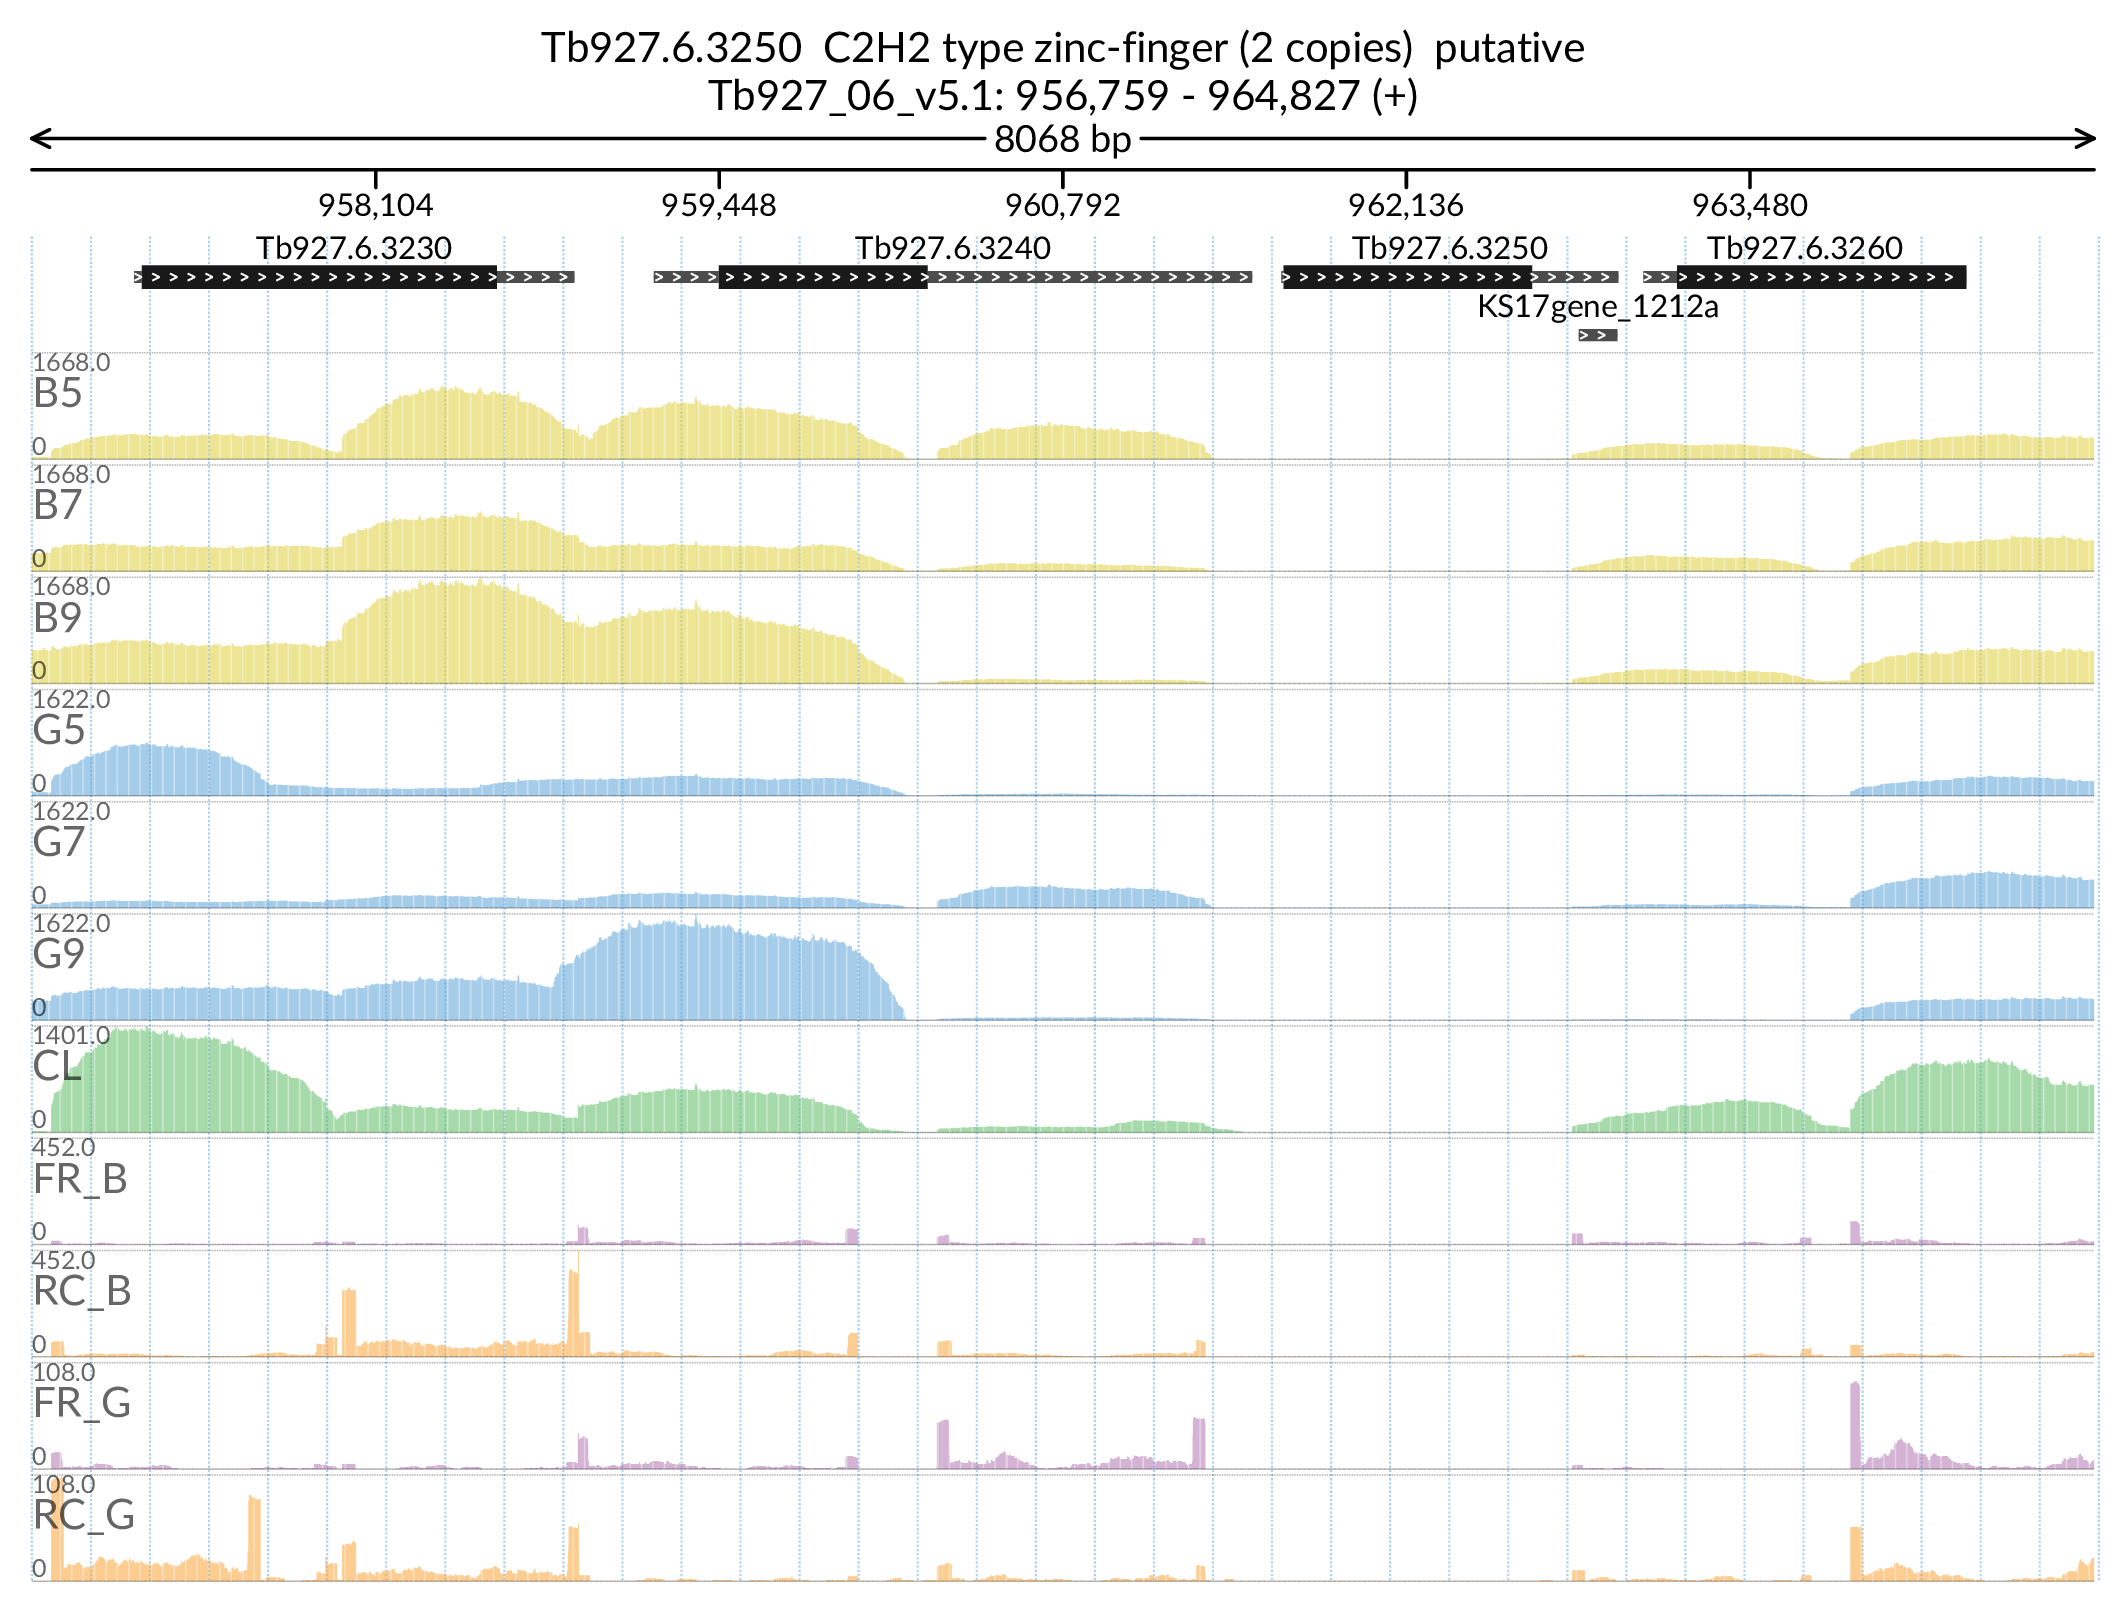 Tb927.6.3250  C2H2 type zinc-finger (2 copies)  putative
Tb927_06_v5.1: 956,759 - 964,827 (+)
8068 bp
958,104 959,448 960,792 962,136 963,480
Tb927.6.3230 Tb927.6.3240 Tb927.6.3250 Tb927.6.3260
KS17gene_1212a
1668.0
B5
0
1668.0
B7
0
1668.0
B9
0
1622.0
G5
0
1622.0
G7
0
1622.0
G9
0
1401.0
CL
0
452.0
FR_B
0
452.0
RC_B
0
108.0
FR_G
0
108.0
RC_G
0